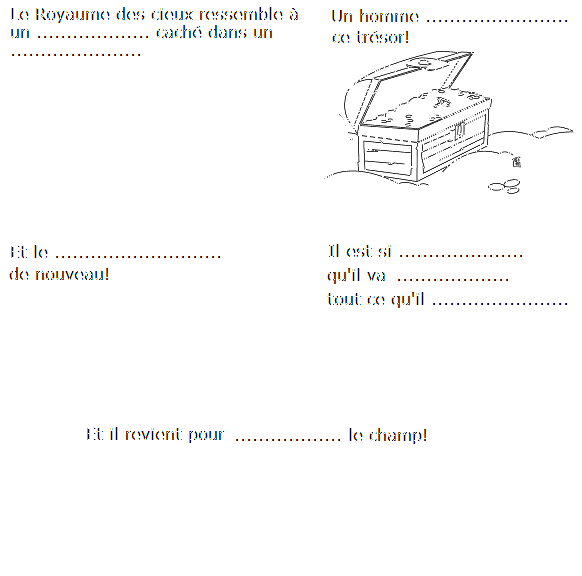 Le Royaume des cieux ressemble à
un ................... caché dans un
......................
Un homme ........................
ce trésor!
Et le ............................
de nouveau!
Il est si .....................
qu'il va ...................
tout ce qu'il .......................
Et il revient pour .................. le champ!